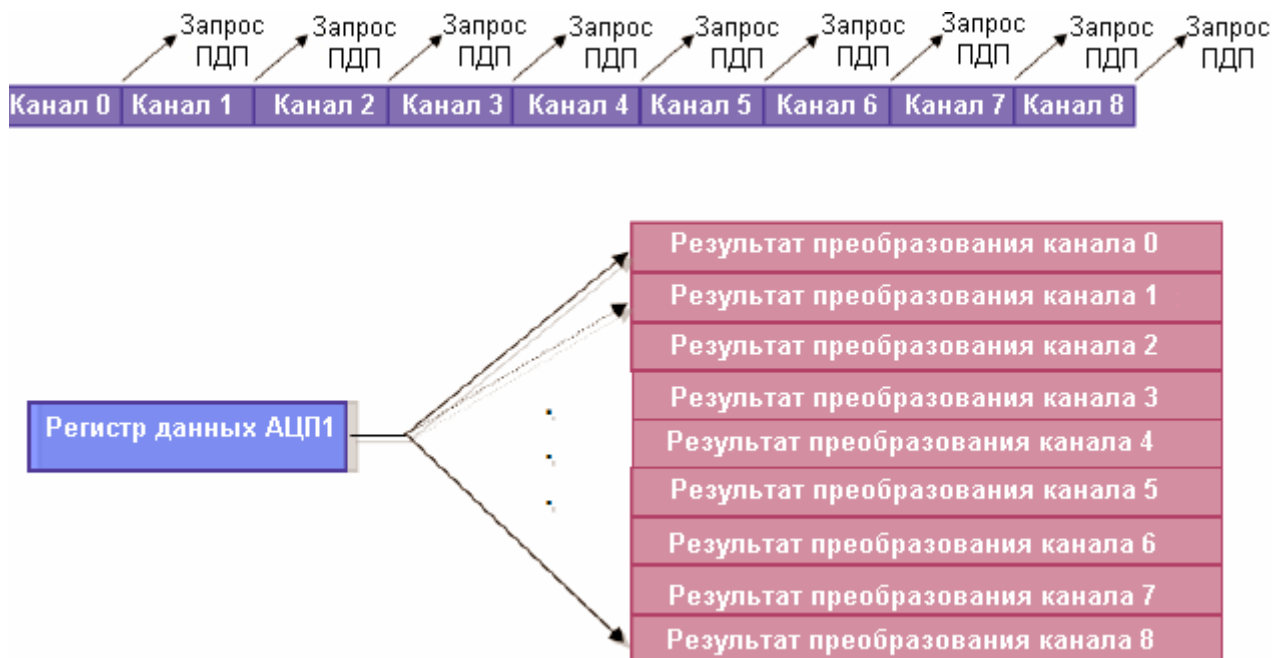 Запрос ПДП
Запрос ПДП
Запрос ПДП
Запрос ПДП
Запрос ПДП
Запрос ПДП
Запрос ПДП
Запрос ПДП
Запрос ПДП
Канал 0
Канал 1
Канал 2
Канал 3
Канал 4
Канал 5
Канал 6
Канал 7
Канал 8
Результат преобразования канала 0
Результат преобразования канала 1
Результат преобразования канала 2
Результат преобразования канала 3
Регистр данных АЦП1
Результат преобразования канала 4
Результат преобразования канала 5
Результат преобразования канала 6
Результат преобразования канала 7
Результат преобразования канала 8